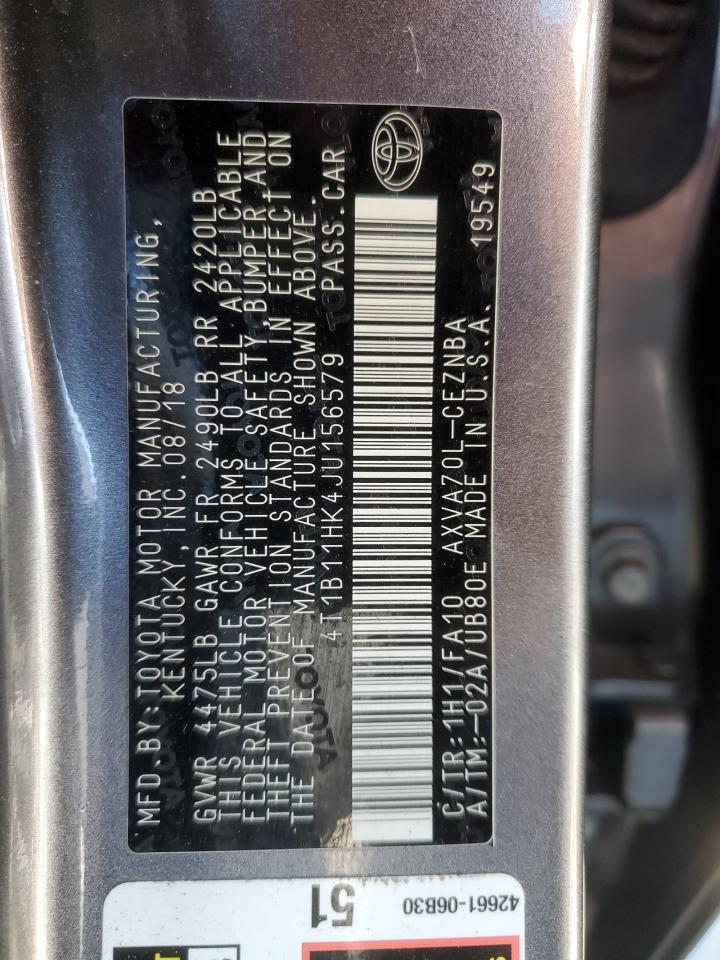 MFD BY:TOYOTA MOTOR MANUFACTURING,
KENTUCKY, INC. 08/18
GVWR 4475LB GAWR FR 2490LB RR 2420LB
THIS VEHICLE CONFORMS TO ALL APPLICABLE
FEDERAL MOTOR VEHICLE SAFETY BUMPER AND
THEFT PREVENTION STANDARDS IN EFFECT ON
THE DATE OF MANUFACTURE SHOWN ABOVE.
4T1B11HK4JU156579 PASS.CAR
C/TR:1H1/FA10 AXVA70L-CEZNBA
A/TM:-02A/UB80E MADE IN U.S.A. 19549
51
42661-06B30